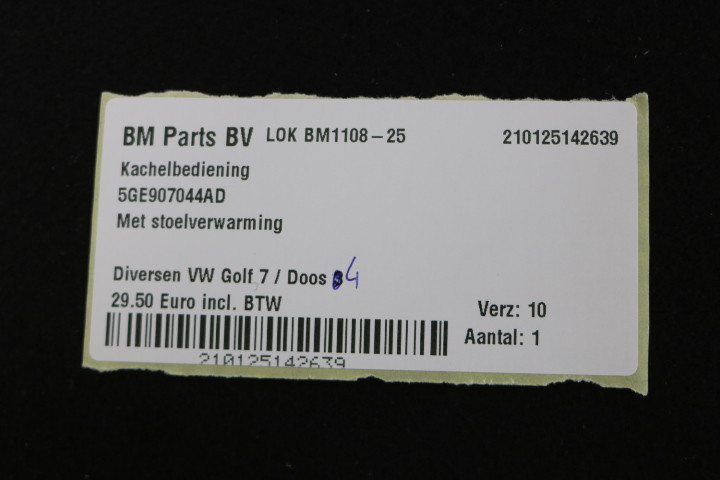 BM Parts BV LOK BM1108-25 210125142639
Kachelbediening
5GE907044AD
Met stoelverwarming
Diversen VW Golf 7 / Doos 4
29.50 Euro incl. BTW
Verz: 10
Aantal: 1
210125142639